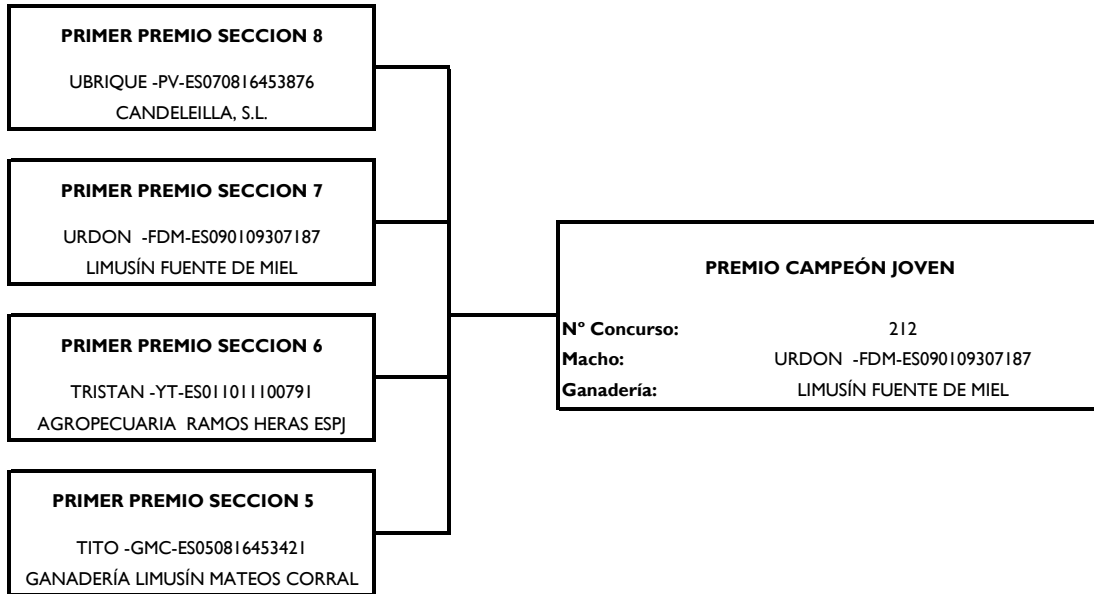 PRIMER PREMIO SECCION 8
UBRIQUE -PV-ES070816453876
CANDELEILLA, S.L.
PRIMER PREMIO SECCION 7
URDON -FDM-ES090109307187
LIMUSÍN FUENTE DE MIEL
PRIMER PREMIO SECCION 6
TRISTAN -YT-ES011011100791
AGROPECUARIA RAMOS HERAS ESPJ
PRIMER PREMIO SECCION 5
TITO -GMC-ES050816453421
GANADERÍA LIMUSÍN MATEOS CORRAL
PREMIO CAMPEÓN JOVEN
Nº Concurso: 212
Macho: URDON -FDM-ES090109307187
Ganadería: LIMUSÍN FUENTE DE MIEL